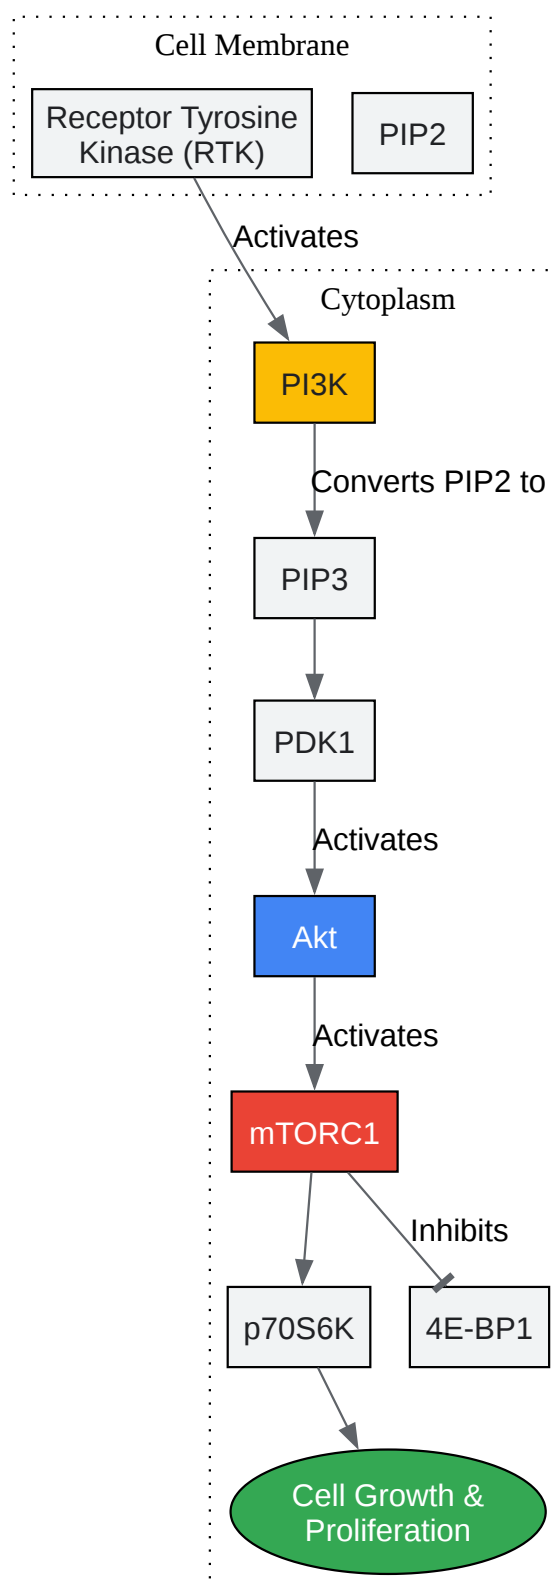 Cell Membrane
Receptor Tyrosine
Kinase (RTK)
PIP2
Activates
Cytoplasm
PI3K
Converts PIP2 to
PIP3
PDK1
Activates
Akt
Activates
mTORC1
Inhibits
p70S6K
4E-BP1
Cell Growth &
Proliferation